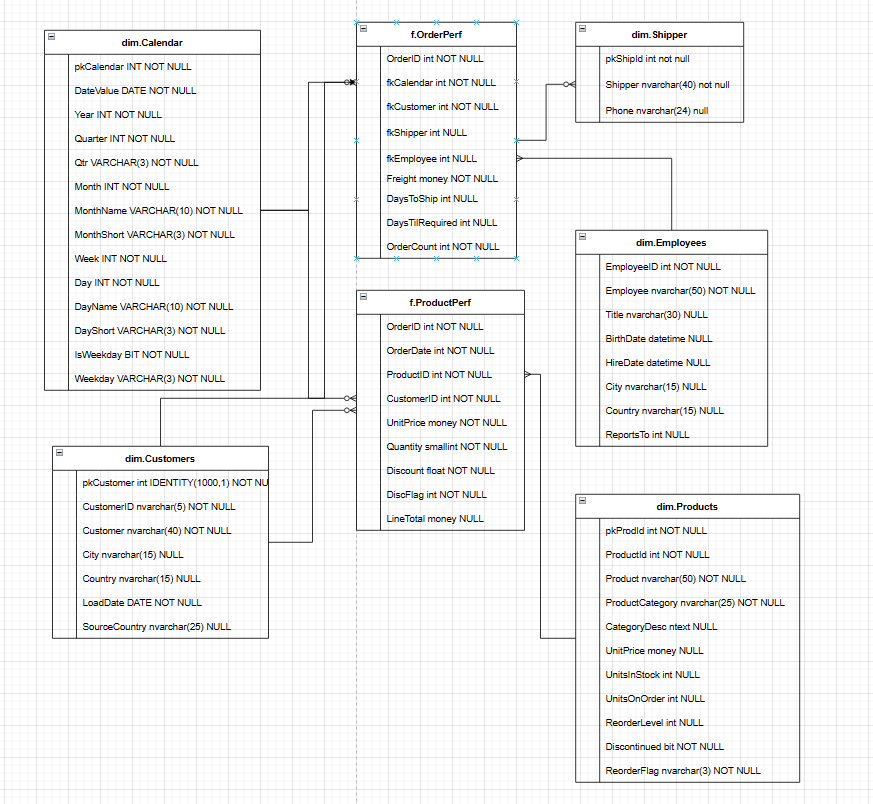 dim.Calendar
pkCalendar INT NOT NULL
DateValue DATE NOT NULL
Year INT NOT NULL
Quarter INT NOT NULL
Qtr VARCHAR(3) NOT NULL
Month INT NOT NULL
MonthName VARCHAR(10) NOT NULL
MonthShort VARCHAR(3) NOT NULL
Week INT NOT NULL
Day INT NOT NULL
DayName VARCHAR(10) NOT NULL
DayShort VARCHAR(3) NOT NULL
IsWeekday BIT NOT NULL
Weekday VARCHAR(3) NOT NULL
f.OrderPerf
OrderID int NOT NULL
fkCalendar int NOT NULL
fkCustomer int NOT NULL
fkShipper int NULL
fkEmployee int NULL
Freight money NOT NULL
DaysToShip int NULL
DaysTilRequired int NULL
OrderCount int NOT NULL
dim.Shipper
pkShipId int not null
Shipper nvarchar(40) not null
Phone nvarchar(24) null
dim.Employees
EmployeeID int NOT NULL
Employee nvarchar(50) NOT NULL
Title nvarchar(30) NULL
BirthDate datetime NULL
HireDate datetime NULL
City nvarchar(15) NULL
Country nvarchar(15) NULL
ReportsTo int NULL
f.ProductPerf
OrderID int NOT NULL
OrderDate int NOT NULL
ProductID int NOT NULL
CustomerID int NOT NULL
UnitPrice money NOT NULL
Quantity smallint NOT NULL
Discount float NOT NULL
DiscFlag int NOT NULL
LineTotal money NULL
dim.Customers
pkCustomer int IDENTITY(1000,1) NOT NU
CustomerID nvarchar(5) NOT NULL
Customer nvarchar(40) NOT NULL
City nvarchar(15) NULL
Country nvarchar(15) NULL
LoadDate DATE NOT NULL
SourceCountry nvarchar(25) NULL
dim.Products
pkProdId int NOT NULL
ProductId int NOT NULL
Product nvarchar(50) NOT NULL
ProductCategory nvarchar(25) NOT NULL
CategoryDesc ntext NULL
UnitPrice money NULL
UnitsInStock int NULL
UnitsOnOrder int NULL
ReorderLevel int NULL
Discontinued bit NOT NULL
ReorderFlag nvarchar(3) NOT NULL